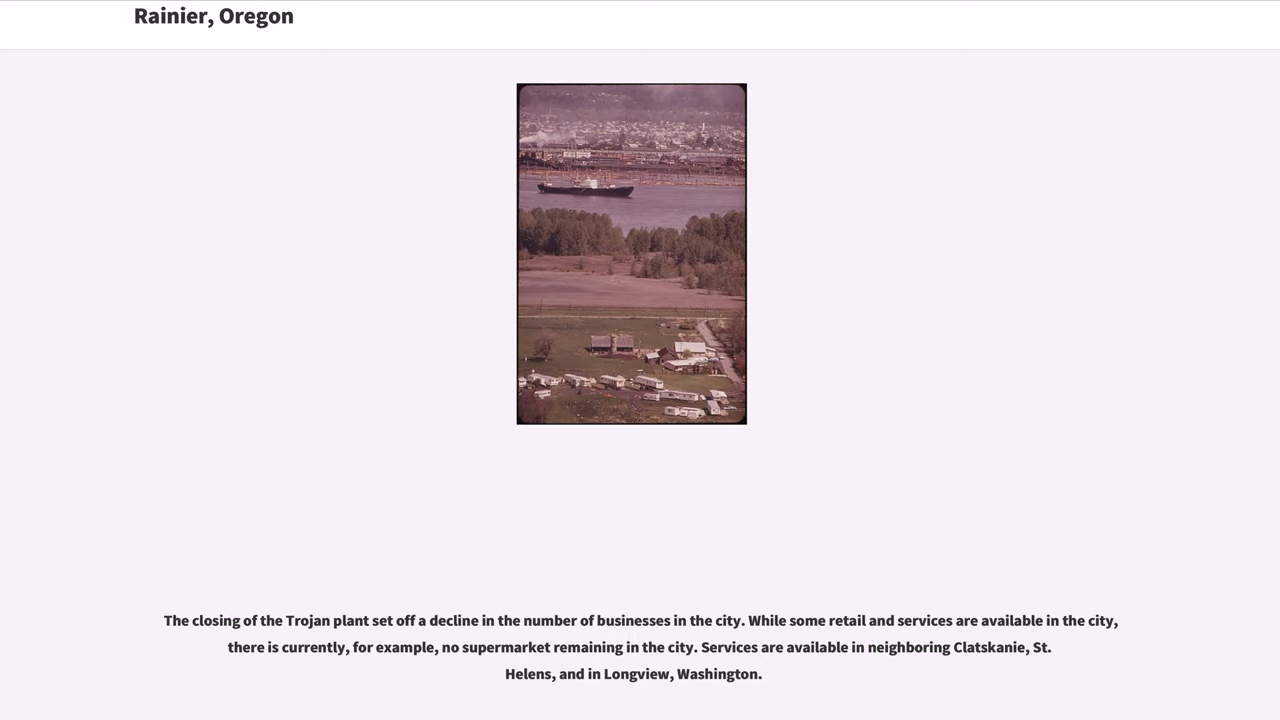 Rainier, Oregon
The closing of the Trojan plant set off a decline in the number of businesses in the city. While some retail and services are available in the city,
there is currently, for example, no supermarket remaining in the city. Services are available in neighboring Clatskanie, St.
Helens, and in Longview, Washington.